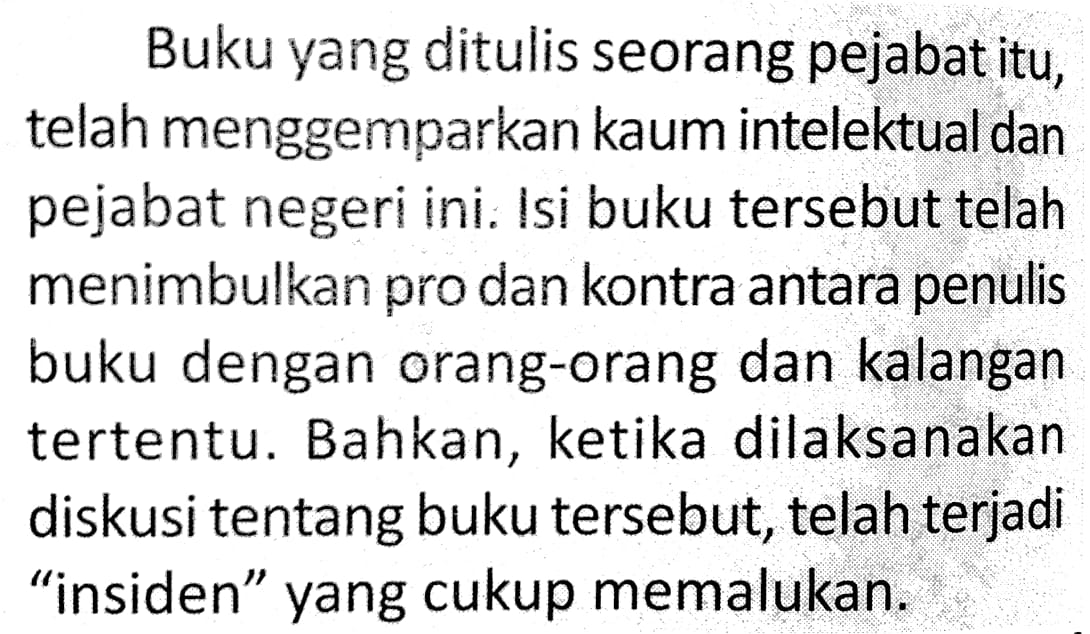 Buku yang ditulis seorang pejabat itu,
telah menggemparkan kaum intelektual dan
pejabat negeri ini. Isi buku tersebut telah
menimbulkan pro dan kontra antara penulis
buku dengan orang-orang dan kalangan
tertentu. Bahkan, ketika dilaksanakan
diskusi tentang buku tersebut, telah terjadi
“insiden” yang cukup memalukan.